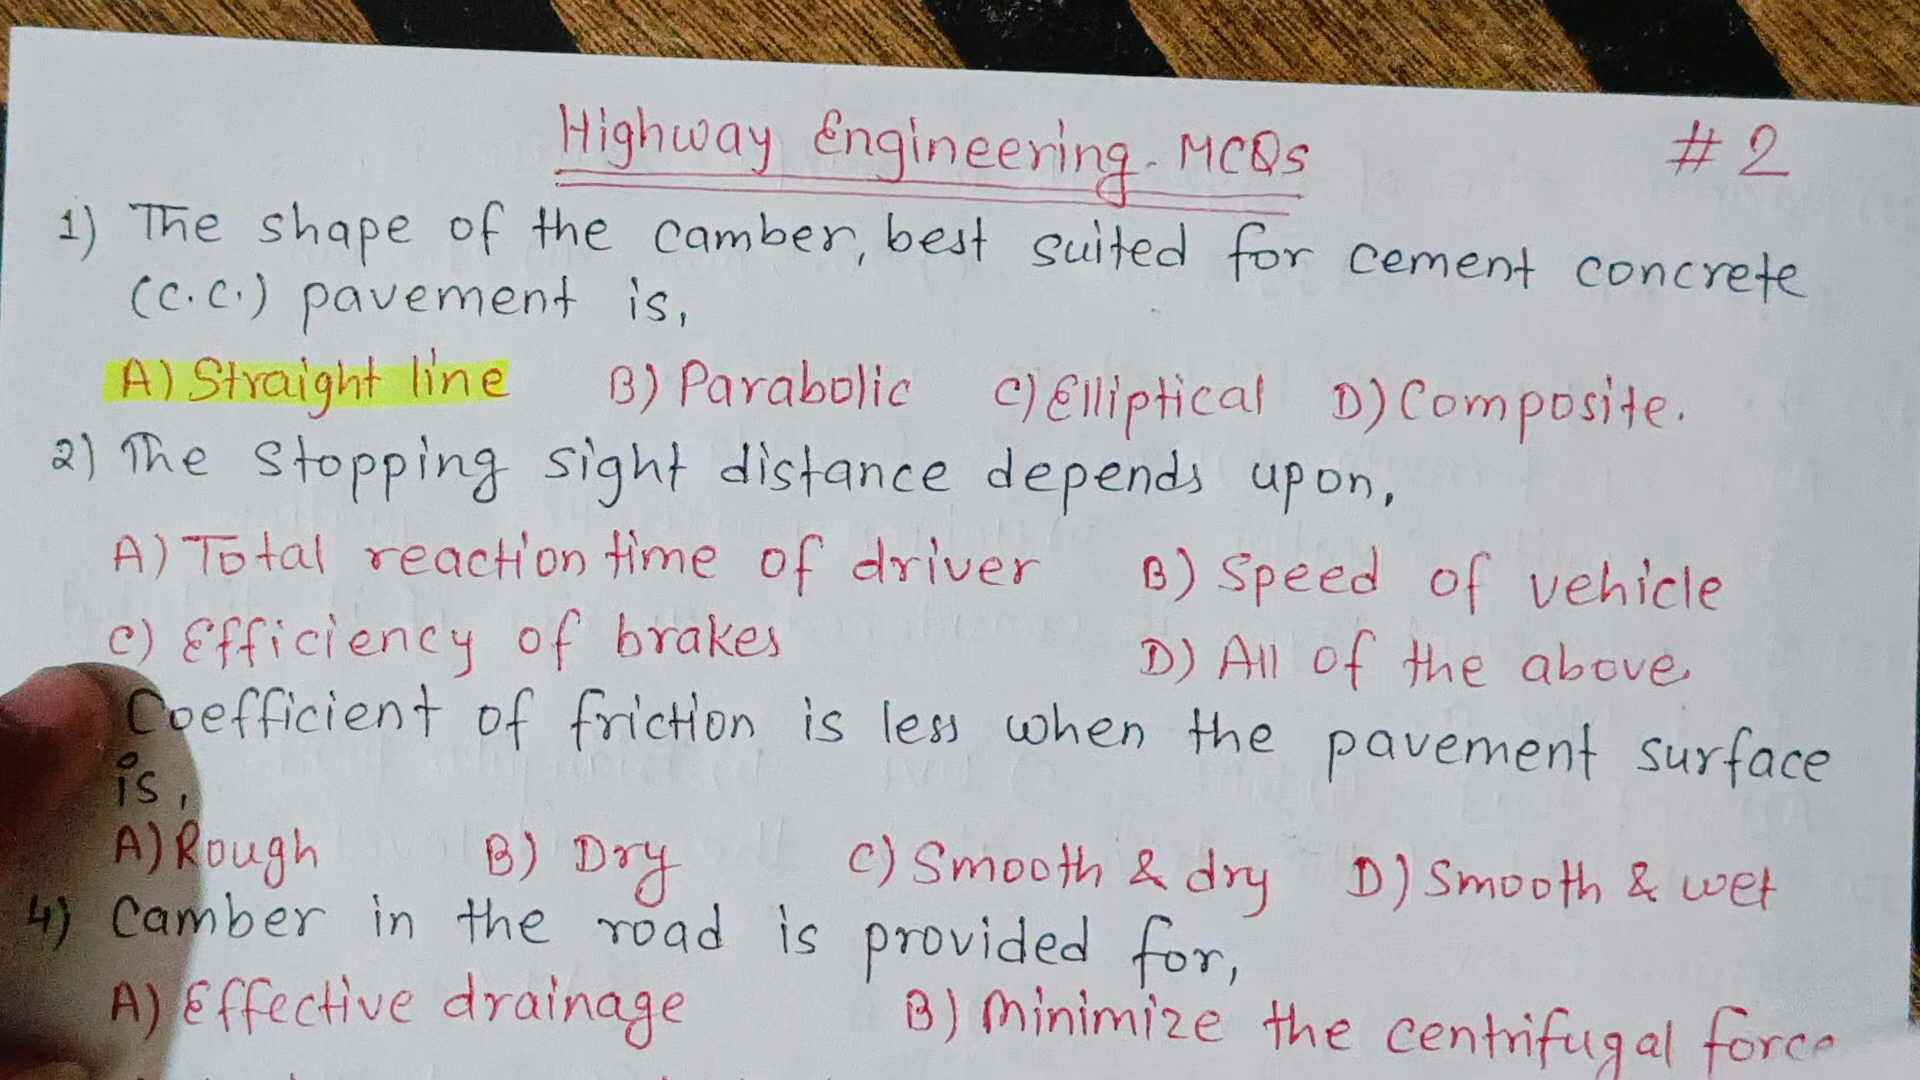 Highway Engineering - MCQs #2
1) The shape of the camber, best suited for cement concrete
(c.c.) pavement is,
A) Straight line B) Parabolic C) Elliptical D) Composite.
2) The stopping sight distance depends upon,
A) Total reaction time of driver B) Speed of vehicle
C) Efficiency of brakes D) All of the above
Coefficient of friction is less when the pavement surface
is,
A) Rough B) Dry C) Smooth & dry D) Smooth & wet
4) Camber in the road is provided for,
A) Effective drainage B) Minimize the centrifugal force